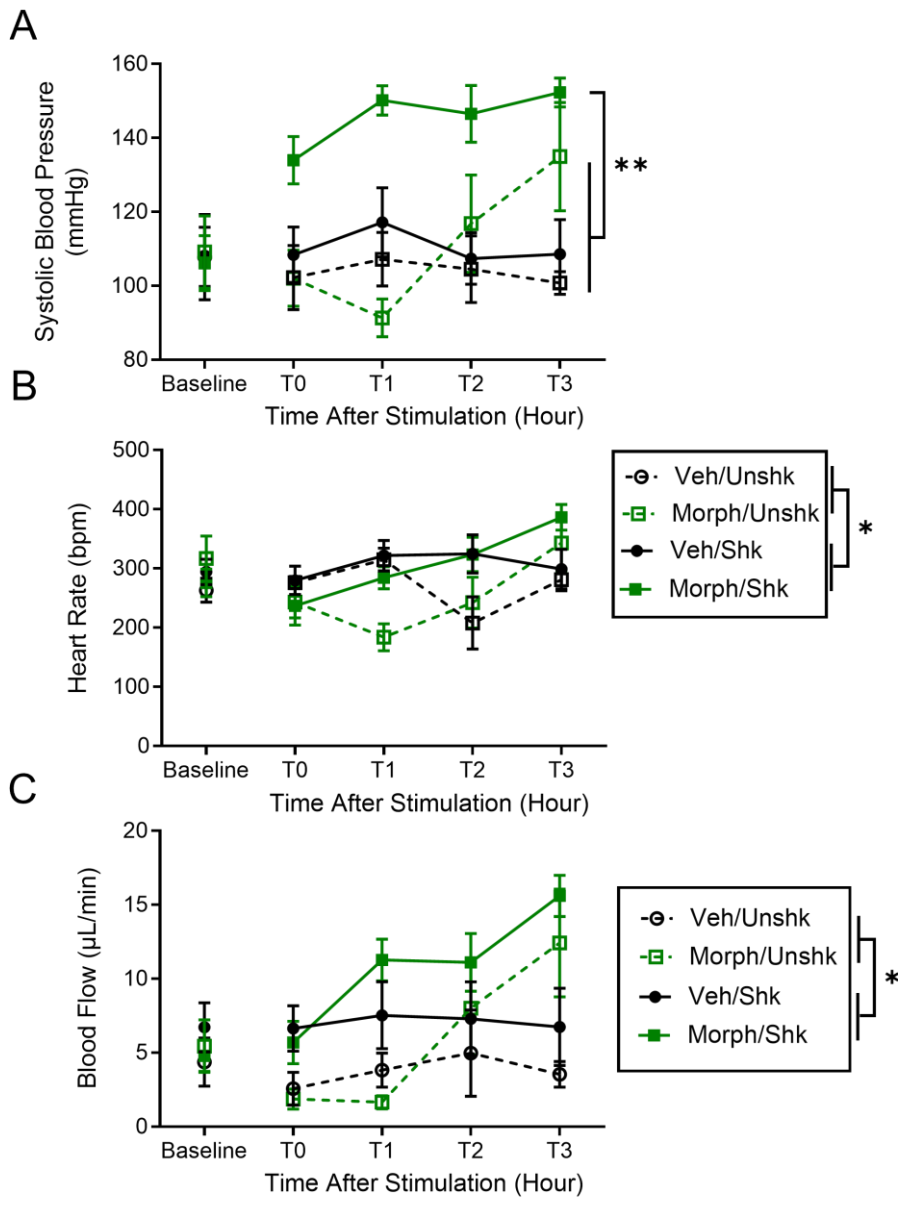 A
Systolic Blood Pressure
(mmHg)
160
140
120
100
80
**
Baseline T0 T1 T2 T3
Time After Stimulation (Hour)
B
Heart Rate (bpm)
500
400
300
200
100
0
Baseline T0 T1 T2 T3
Time After Stimulation (Hour)
Veh/Unshk
Morph/Unshk
Veh/Shk
Morph/Shk
*
C
Blood Flow (µL/min)
20
15
10
5
0
Baseline T0 T1 T2 T3
Time After Stimulation (Hour)
Veh/Unshk
Morph/Unshk
Veh/Shk
Morph/Shk
*